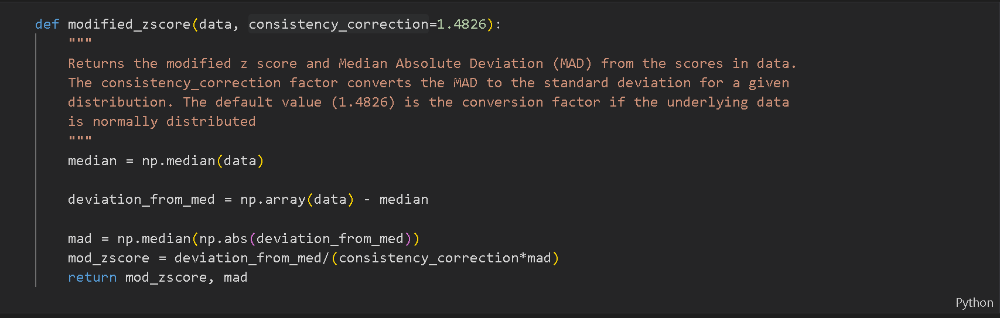 def modified_zscore(data, consistency_correction=1.4826):
"""
Returns the modified z score and Median Absolute Deviation (MAD) from the scores in data.
The consistency_correction factor converts the MAD to the standard deviation for a given
distribution. The default value (1.4826) is the conversion factor if the underlying data
is normally distributed
"""
median = np.median(data)
deviation_from_med = np.array(data) - median
mad = np.median(np.abs(deviation_from_med))
mod_zscore = deviation_from_med/(consistency_correction*mad)
return mod_zscore, mad
Python